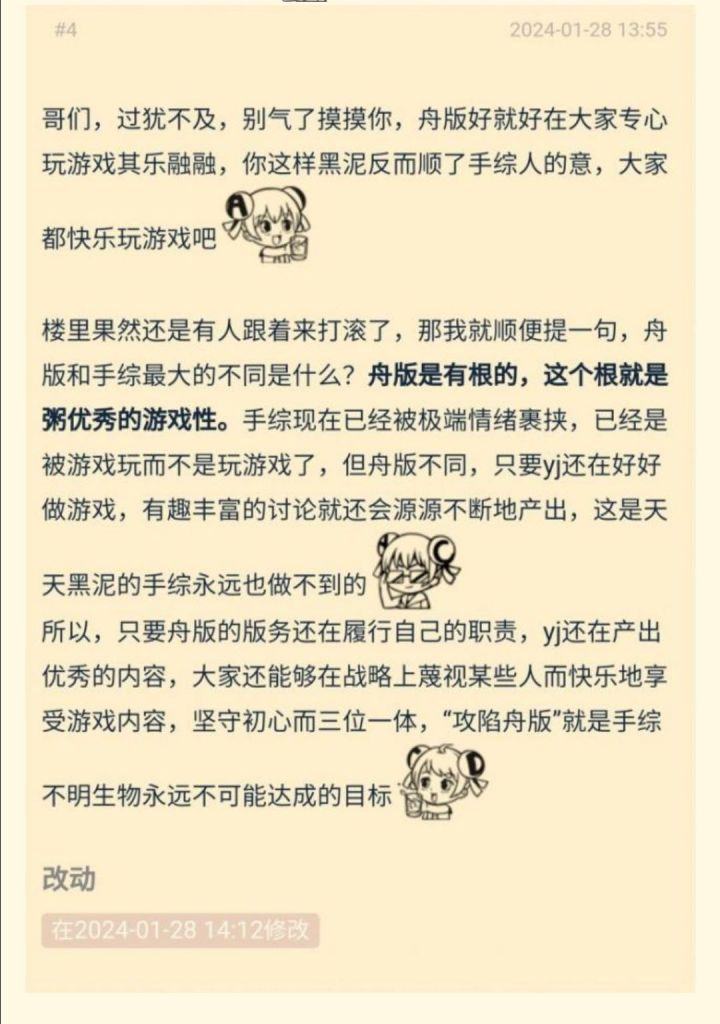 #4 2024-01-28 13:55
哥们，过犹不及，别气了摸摸你，舟版好就好在大家专心
玩游戏其乐融融，你这样黑泥反而顺了手综人的意，大家
都快乐玩游戏吧
楼里果然还是有人跟着来打滚了，那我就顺便提一句，舟
版和手综最大的不同是什么？舟版是有根的，这个根就是
粥优秀的游戏性。手综现在已经被极端情绪裹挟，已经是
被游戏玩而不是玩游戏了，但舟版不同，只要yj还在好好
做游戏，有趣丰富的讨论就还会源源不断地产出，这是天
天黑泥的手综永远也做不到的
所以，只要舟版的版务还在履行自己的职责，yj还在产出
优秀的内容，大家还能够在战略上蔑视某些人而快乐地享
受游戏内容，坚守初心而三位一体，“攻陷舟版”就是手综
不明生物永远不可能达成的目标
改动
在2024-01-28 14:12修改